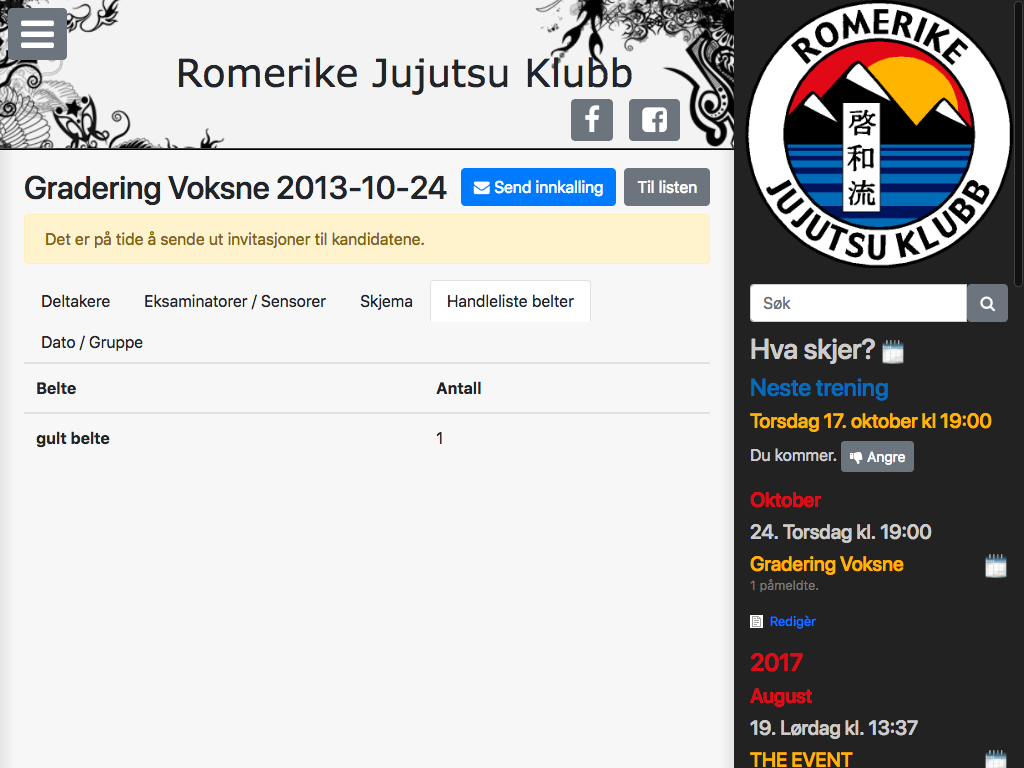 Romerike Jujutsu Klubb
Gradering Voksne 2013-10-24
Send innkalling
Til listen
Det er på tide å sende ut invitasjoner til kandidatene.
Deltakere
Eksaminatorer / Sensorer
Skjema
Handleliste belter
Dato / Gruppe
Belte Antall
gult belte 1
ROMERIKE
啓和流
JUJUTSU KLUBB
Søk
Hva skjer?
Neste trening
Torsdag 17. oktober kl 19:00
Du kommer. Angre
Oktober
24. Torsdag kl. 19:00
Gradering Voksne
1 påmeldte.
Redigèr
2017
August
19. Lørdag kl. 13:37
THE EVENT